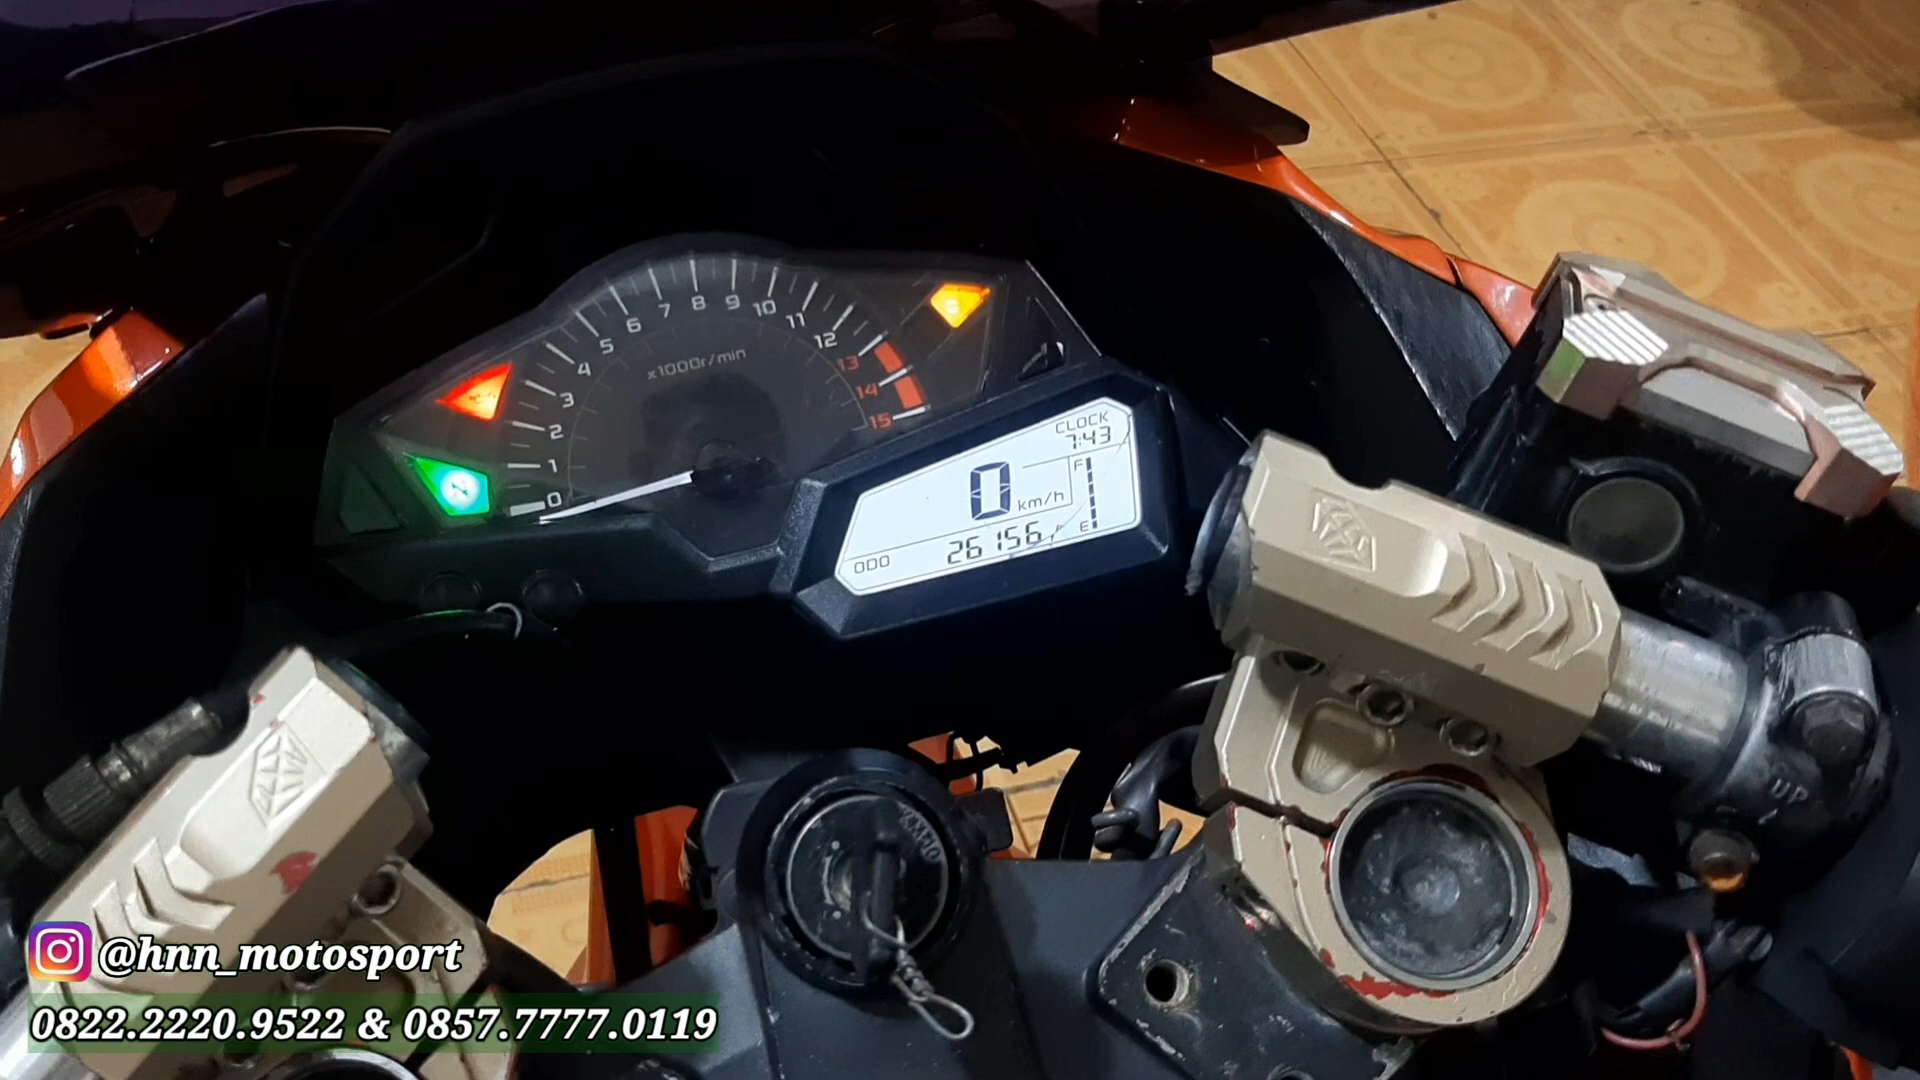 0
1
2
3
4
5
6
7
8
9
10
11
12
13
14
15
x1000r/min
N
CLOCK
7:43
0 km/h
F
E
ODO 26156
UP
@hnn_motosport
0822.2220.9522 & 0857.7777.0119